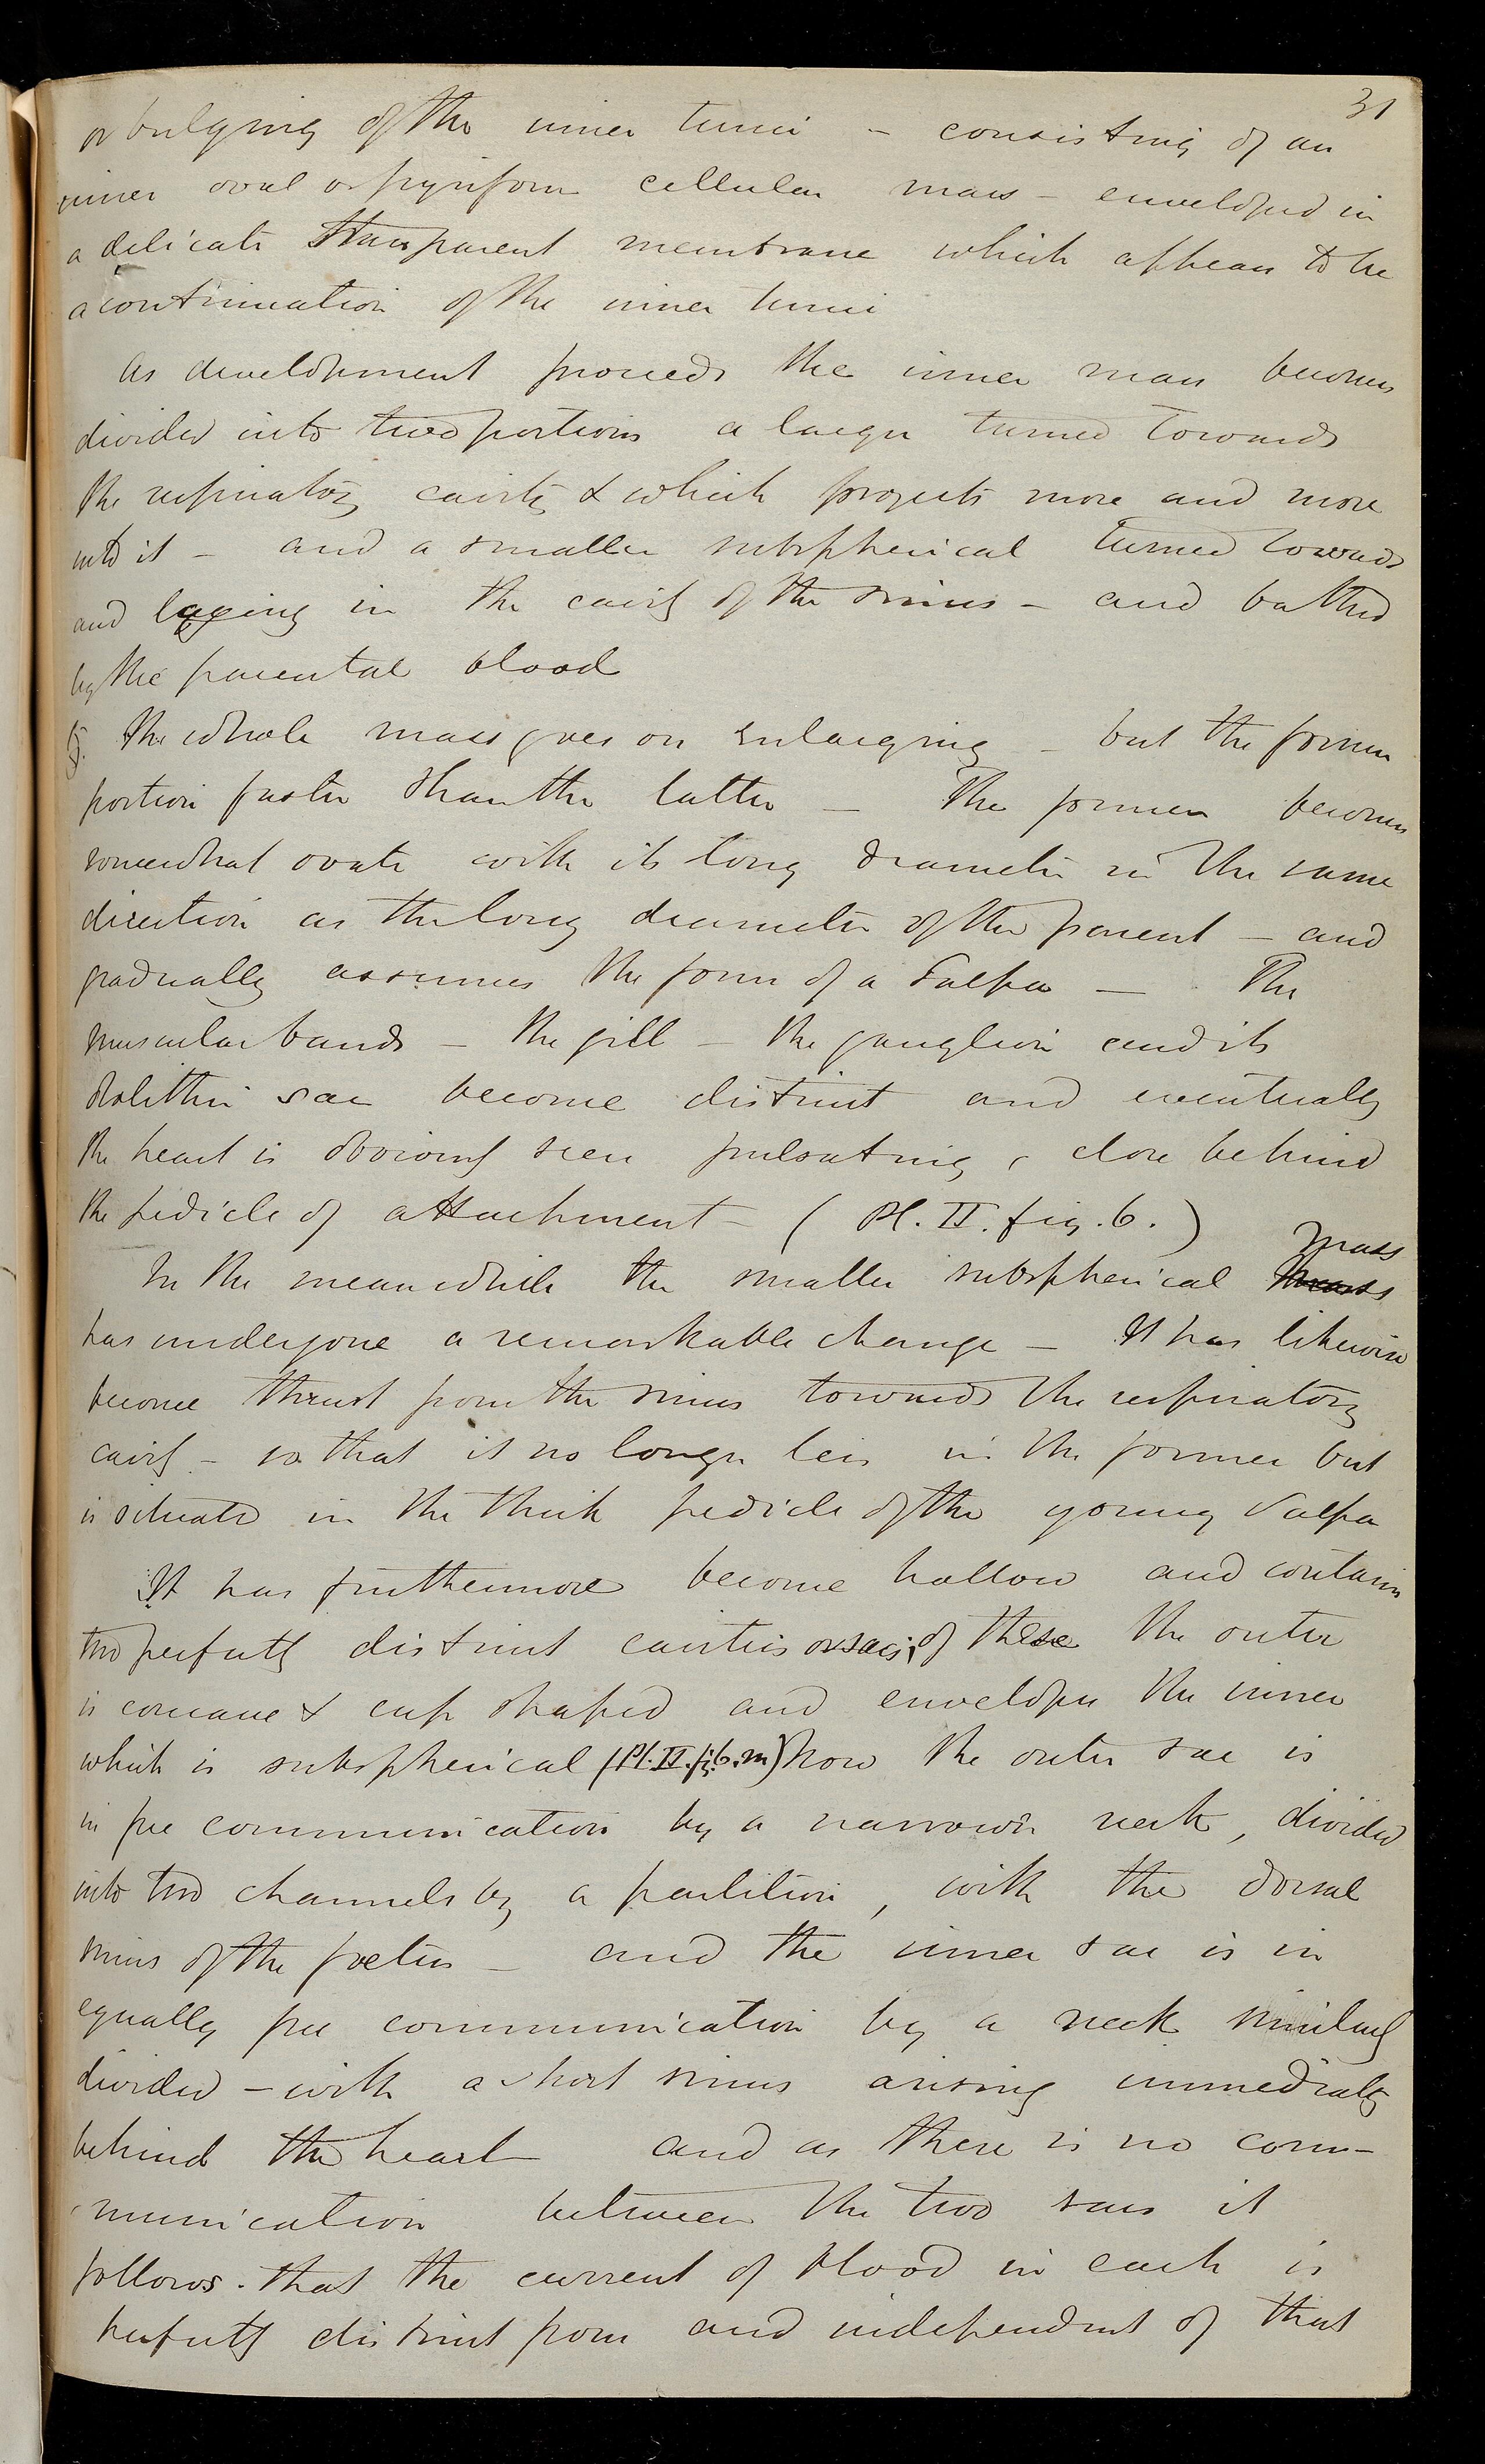 31
or bulging of the inner tunic – consisting of an
inner oval or pyriform cellular mass – enveloped in
a delicate transparent membrane which appears to be
a continuation of the inner tunic
As development proceeds the inner mass becomes
divided into two portions a larger turned towards
the respiratory cavity & which projects more and more
into it – and a smaller subspherical turned towards
and lying in the cavity of the sinus – and bathed
by the parental blood
The whole mass goes on enlarging – but the former
portion faster than the latter – The former becomes
somewhat ovate with its long diameter in the same
direction as the long diameter of the parent – and
gradually assumes the form of a Salpa – The
muscular bands – the gill – the ganglion and its
otolithic sac become distinct and eventually
the heart is obviously seen pulsating, close behind
the pedicle of attachment – (Pl. II. fig. 6.)
In the meanwhile the smaller subspherical mass
has undergone a remarkable change – It has likewise
become thrust from the sinus towards the respiratory
cavity – so that it no longer lies in the former but
is situated in the thick pedicle of the young Salpa
It has furthermore become hollow and contains
two perfectly distinct cavities or sacs; of these the outer
is concave & cup shaped and envelopes the inner
which is subspherical (Pl. II. fig. 6. m) Now the outer sac is
in free communication by a narrower neck, divided
into two channels by a partition, with the dorsal
sinus of the foetus – and the inner sac is in
equally free communication by a neck similarly
divided – with a short sinus arising immediately
behind the heart and as there is no com-
munication between the two sacs it
follows that the current of blood in each is
perfectly distinct from and independent of that